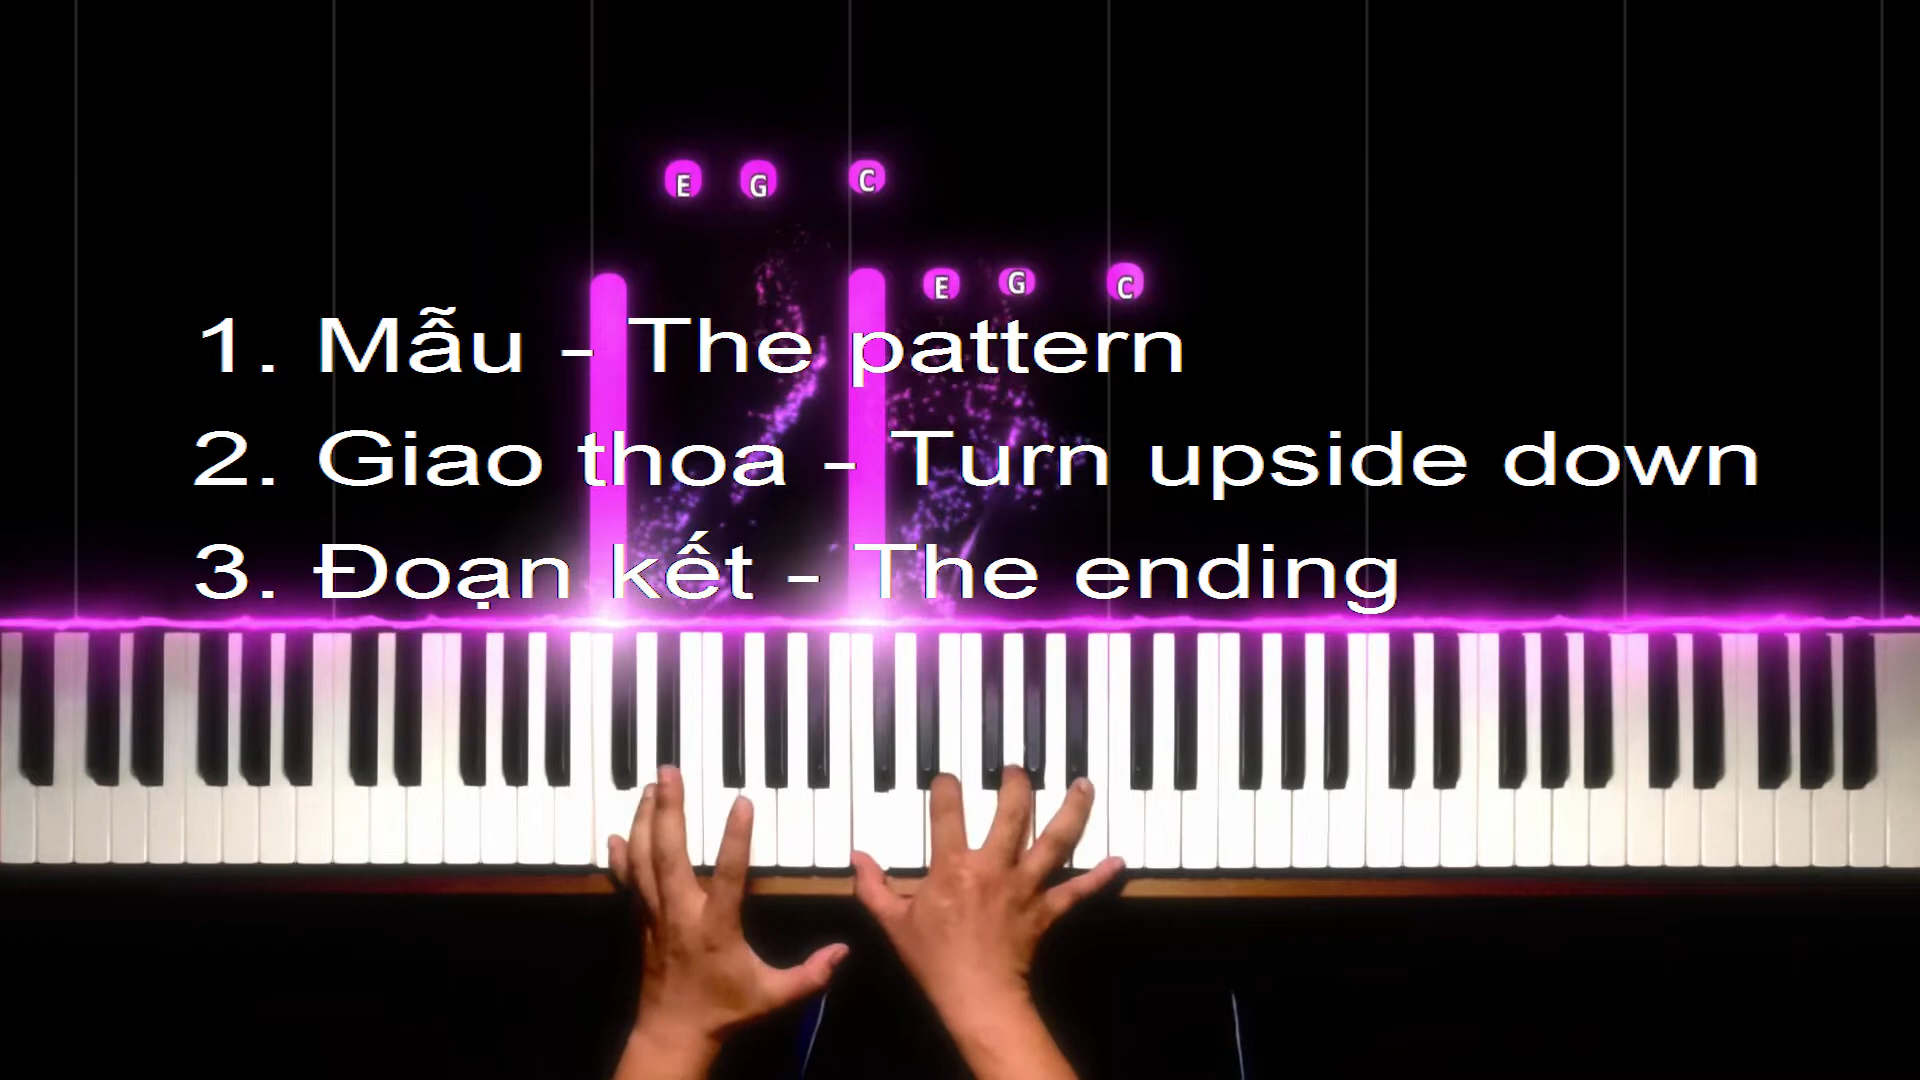 E G C
E G C
1. Mẫu - The pattern
2. Giao thoa - Turn upside down
3. Đoạn kết - The ending